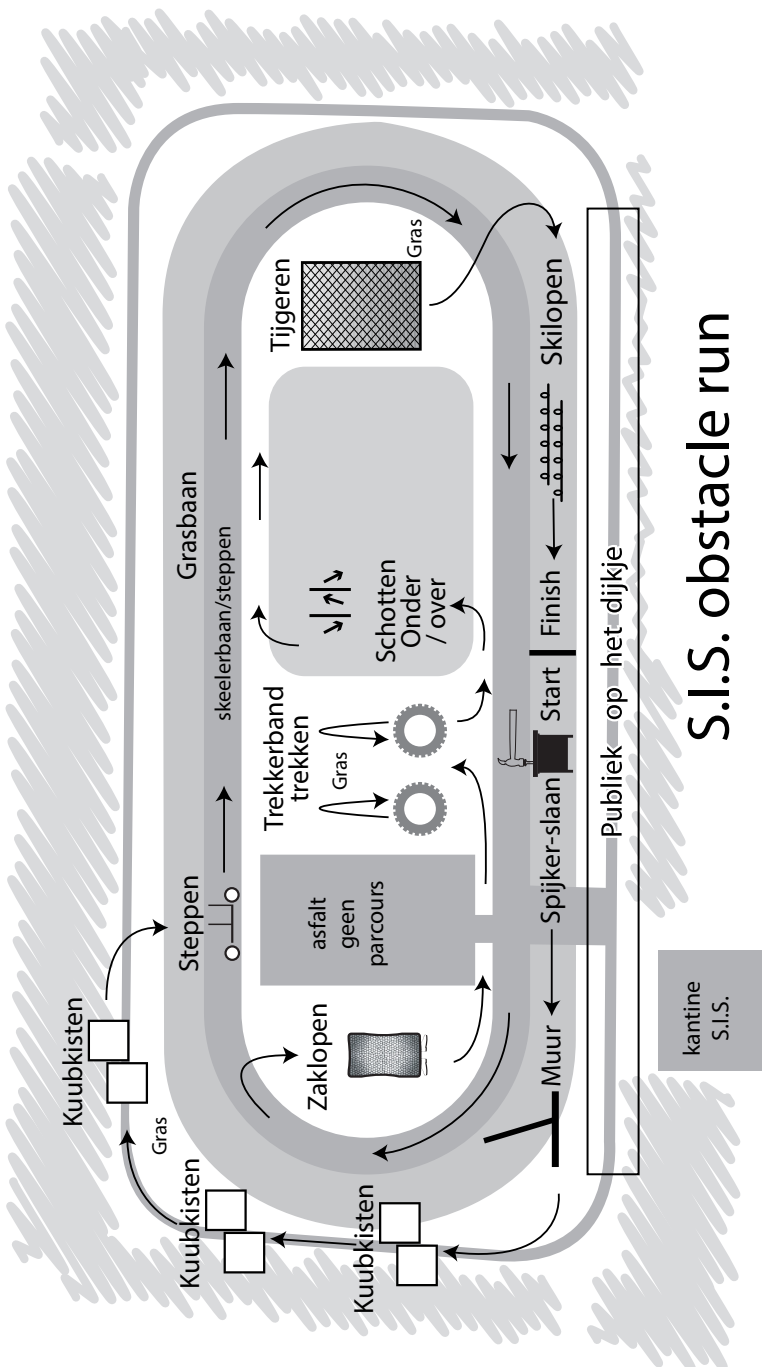 Kuubkisten
Gras
Kuubkisten
Kuubkisten
Steppen
Grasbaan
skeelerbaan/steppen
Zaklopen
asfalt
geen
parcours
Trekkerband
trekken
Gras
Schotten
Onder
/ over
Tijgeren
Gras
Muur
Spijker-slaan
Start
Finish
Skilopen
Publiek op het dijkje
kantine
S.I.S.
S.I.S. obstacle run